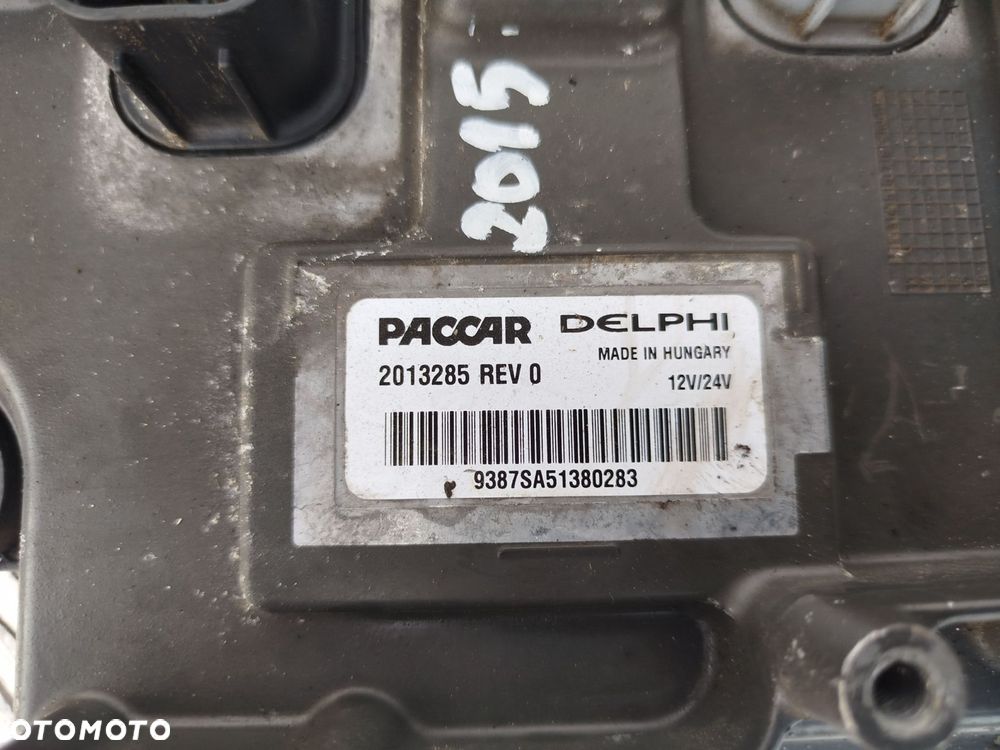 2015
PACCAR DELPHI
MADE IN HUNGARY
2013285 REV 0
12V/24V
9387SA51380283
OTOMOTO